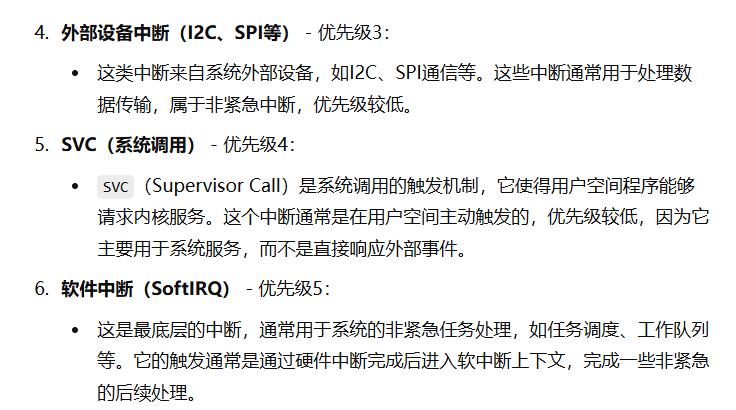 4. 外部设备中断（I2C、SPI等） - 优先级3：
• 这类中断来自系统外部设备，如I2C、SPI通信等。这些中断通常用于处理数
据传输，属于非紧急中断，优先级较低。
5. SVC（系统调用） - 优先级4：
• SVC（Supervisor Call）是系统调用的触发机制，它使得用户空间程序能够
请求内核服务。这个中断通常是在用户空间主动触发的，优先级较低，因为它
主要用于系统服务，而不是直接响应外部事件。
6. 软件中断（SoftIRQ） - 优先级5：
• 这是最底层的中断，通常用于系统的非紧急任务处理，如任务调度、工作队列
等。它的触发通常是通过硬件中断完成后进入软中断上下文，完成一些非紧急
的后续处理。